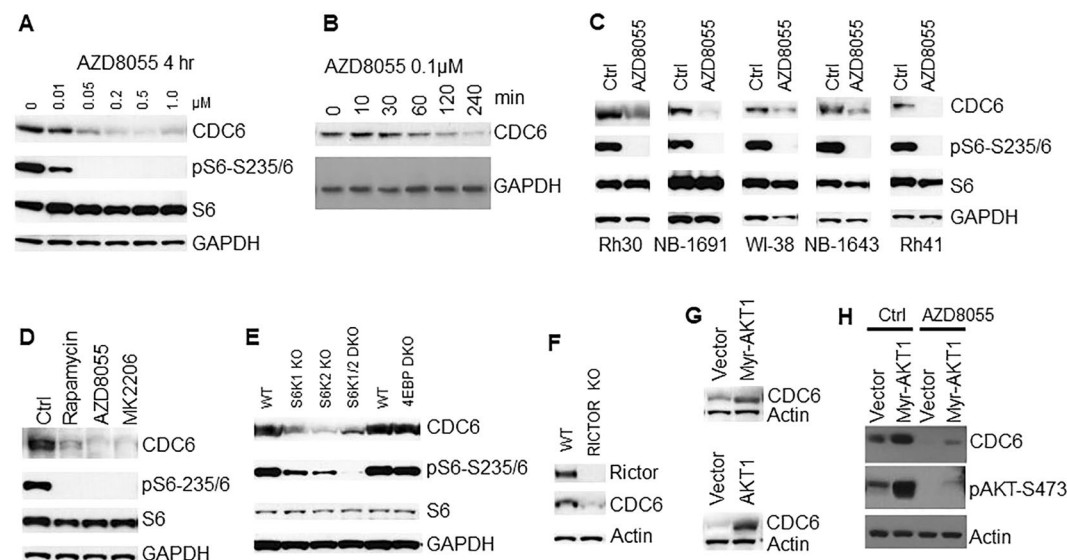 A
AZD8055 4 hr
0 0.01 0.05 0.2 0.5 1.0 µM
CDC6
pS6-S235/6
S6
GAPDH
B
AZD8055 0.1µM
0 10 30 60 120 240 min
CDC6
GAPDH
C
Ctrl AZD8055 Ctrl AZD8055 Ctrl AZD8055 Ctrl AZD8055 Ctrl AZD8055
CDC6
pS6-S235/6
S6
GAPDH
Rh30 NB-1691 WI-38 NB-1643 Rh41
D
Ctrl Rapamycin AZD8055 MK2206
CDC6
pS6-235/6
S6
GAPDH
E
WT S6K1 KO S6K2 KO S6K1/2 DKO WT 4EBP DKO
CDC6
pS6-S235/6
S6
GAPDH
F
WT RICTOR KO
Rictor
CDC6
Actin
G
Vector Myr-AKT1
CDC6
Actin
Vector AKT1
CDC6
Actin
H
Ctrl AZD8055
Vector Myr-AKT1 Vector Myr-AKT1
CDC6
pAKT-S473
Actin